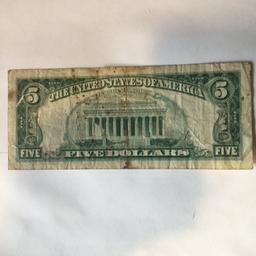 5 THE UNITED STATES OF AMERICA 5
FIVE FIVE DOLLARS FIVE